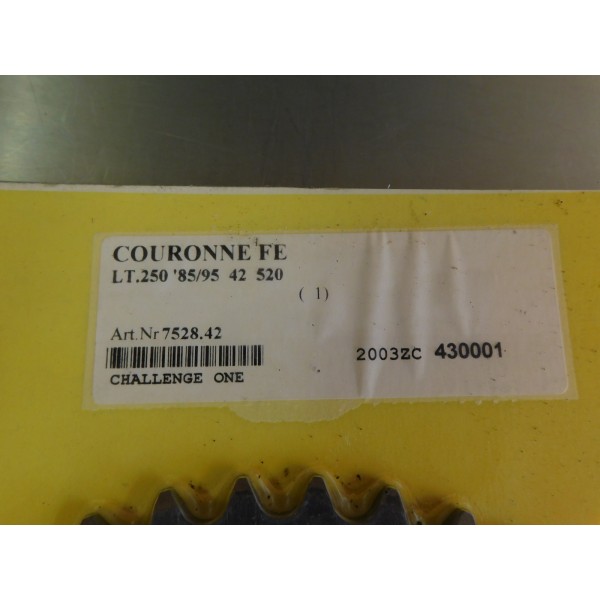 COURONNE FE
LT.250 '85/95 42 520
( 1)
Art.Nr 7528.42
2003ZC 430001
CHALLENGE ONE